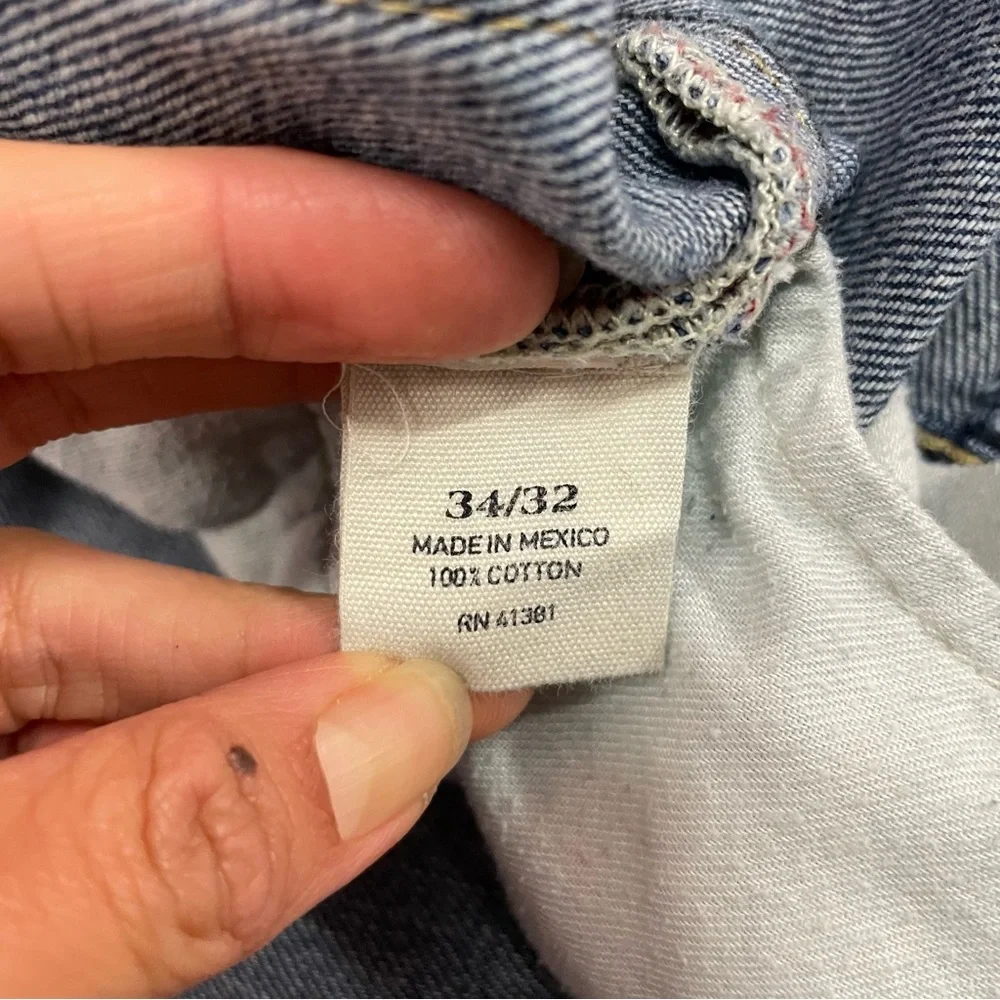 34/32
MADE IN MEXICO
100% COTTON
RN 41381